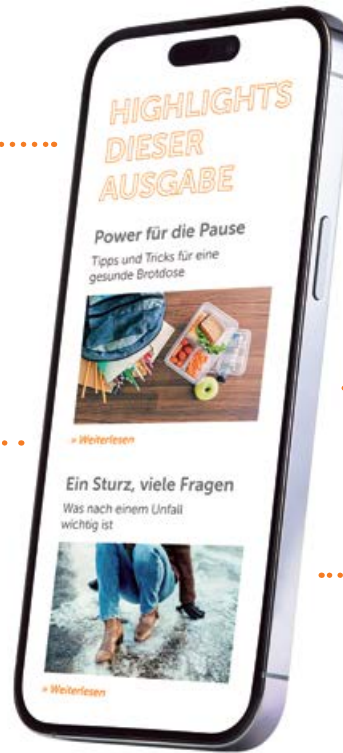 HIGHLIGHTS
DIESER
AUSGABE
Power für die Pause
Tipps und Tricks für eine
gesunde Brotdose
» Weiterlesen
Ein Sturz, viele Fragen
Was nach einem Unfall
wichtig ist
» Weiterlesen